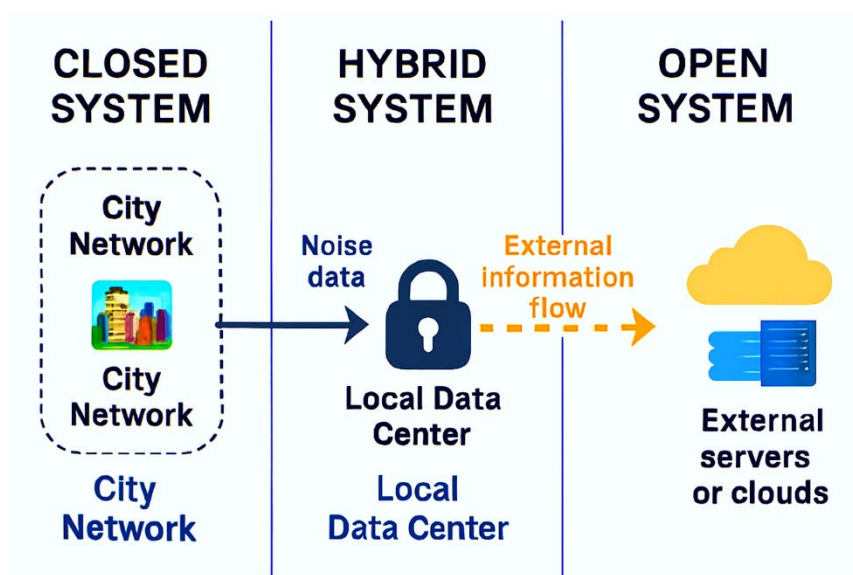 CLOSED
SYSTEM
City
Network
City
Network
City
Network
HYBRID
SYSTEM
Noise
data
Local Data
Center
Local
Data Center
External
information
flow
OPEN
SYSTEM
External
servers
or clouds